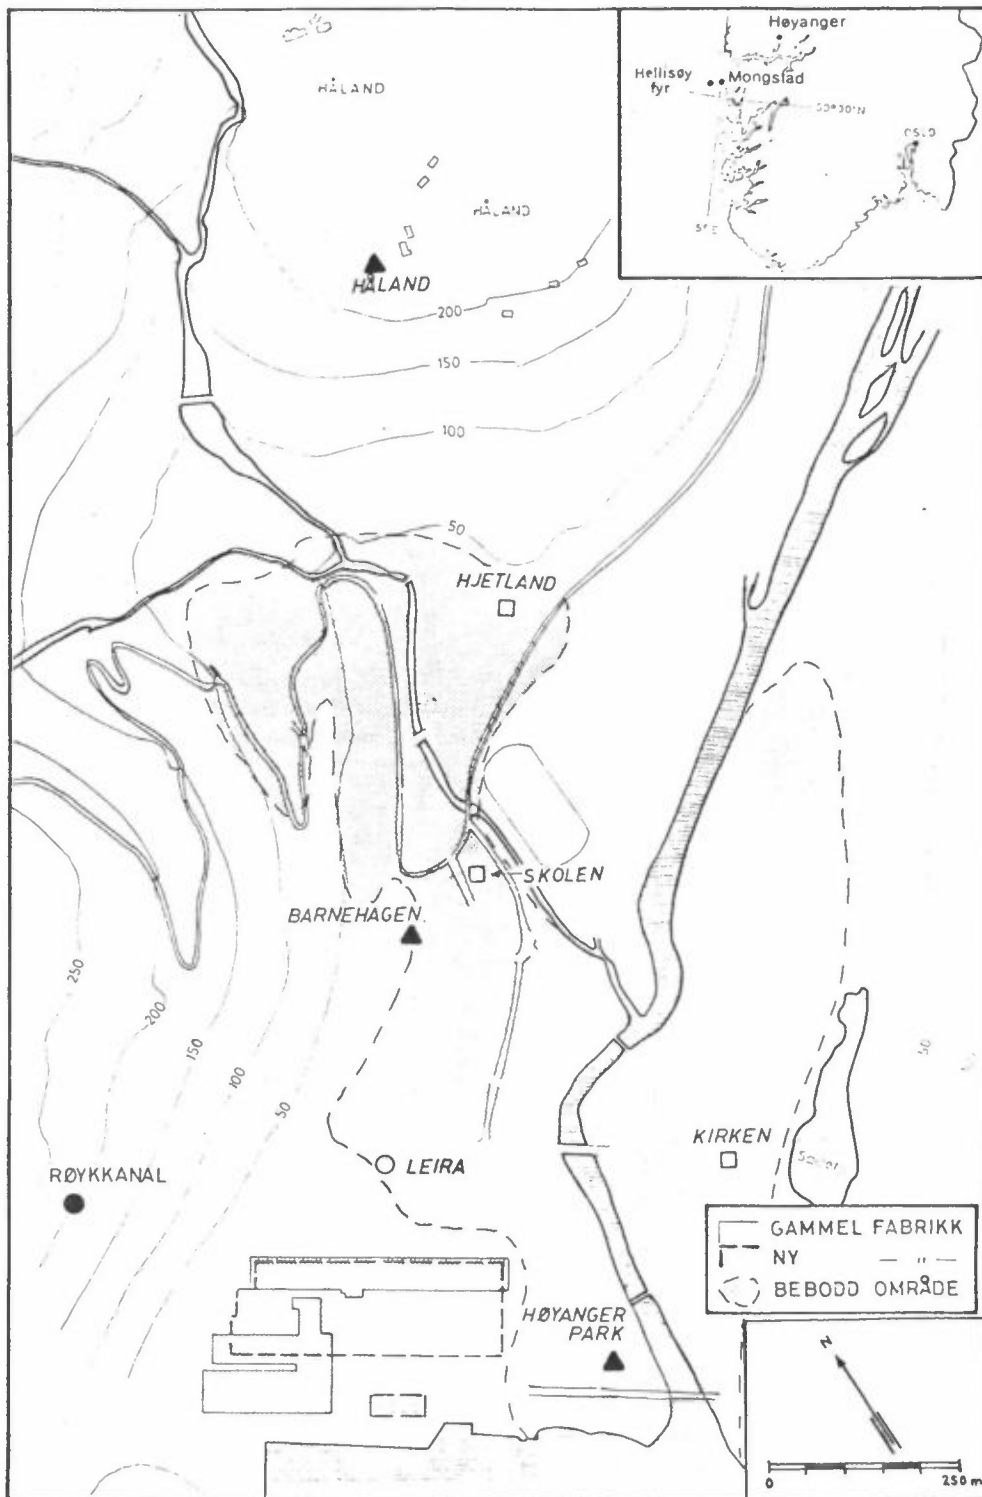 Høyanger
Hellisøy
fyr
Mongstad
OSLO
5°E
HÅLAND
HÅLAND
HÅLAND
200
150
100
50
HJETLAND
SKOLEN
BARNEHAGEN
250
200
150
100
50
50
RØYKKANAL
LEIRA
KIRKEN
GAMMEL FABRIKK
NY — " —
BEBODD OMRÅDE
HØYANGER
PARK
N
0 250 m